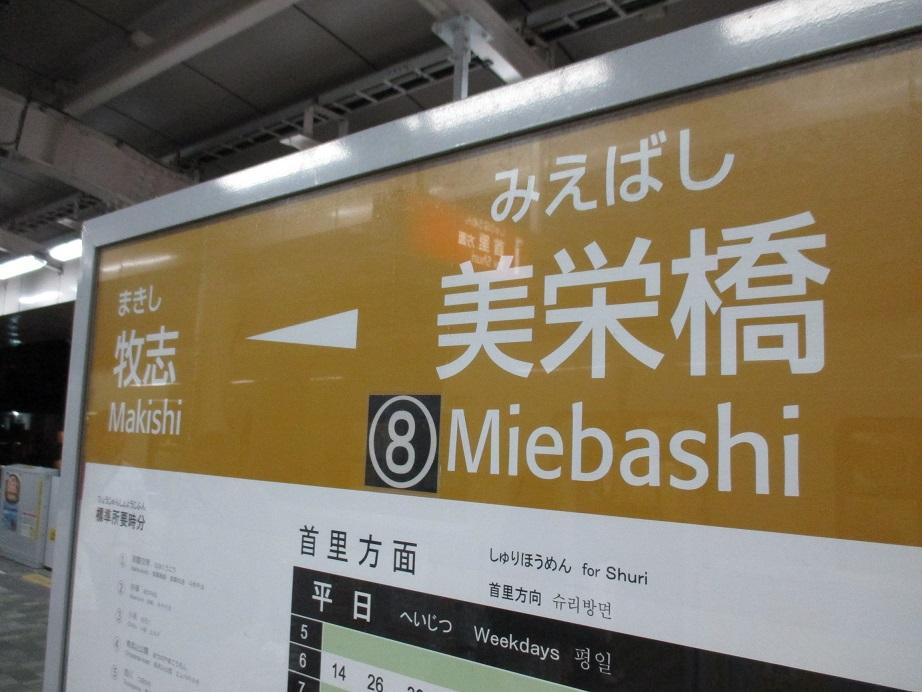 みえばし
美栄橋
⑧ Miebashi
まきし
牧志
Makishi
標準所要時分
首里方面
しゅりほうめん for Shuri
首里方向 슈리방면
平日 へいじつ Weekdays 평일
5
6 14 26
7